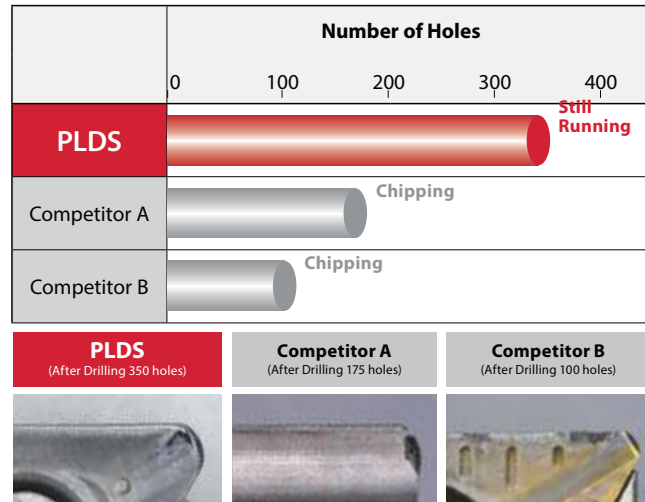 Number of Holes
0 100 200 300 400
PLDS
Still
Running
Competitor A
Chipping
Competitor B
Chipping
PLDS
(After Drilling 350 holes)
Competitor A
(After Drilling 175 holes)
Competitor B
(After Drilling 100 holes)